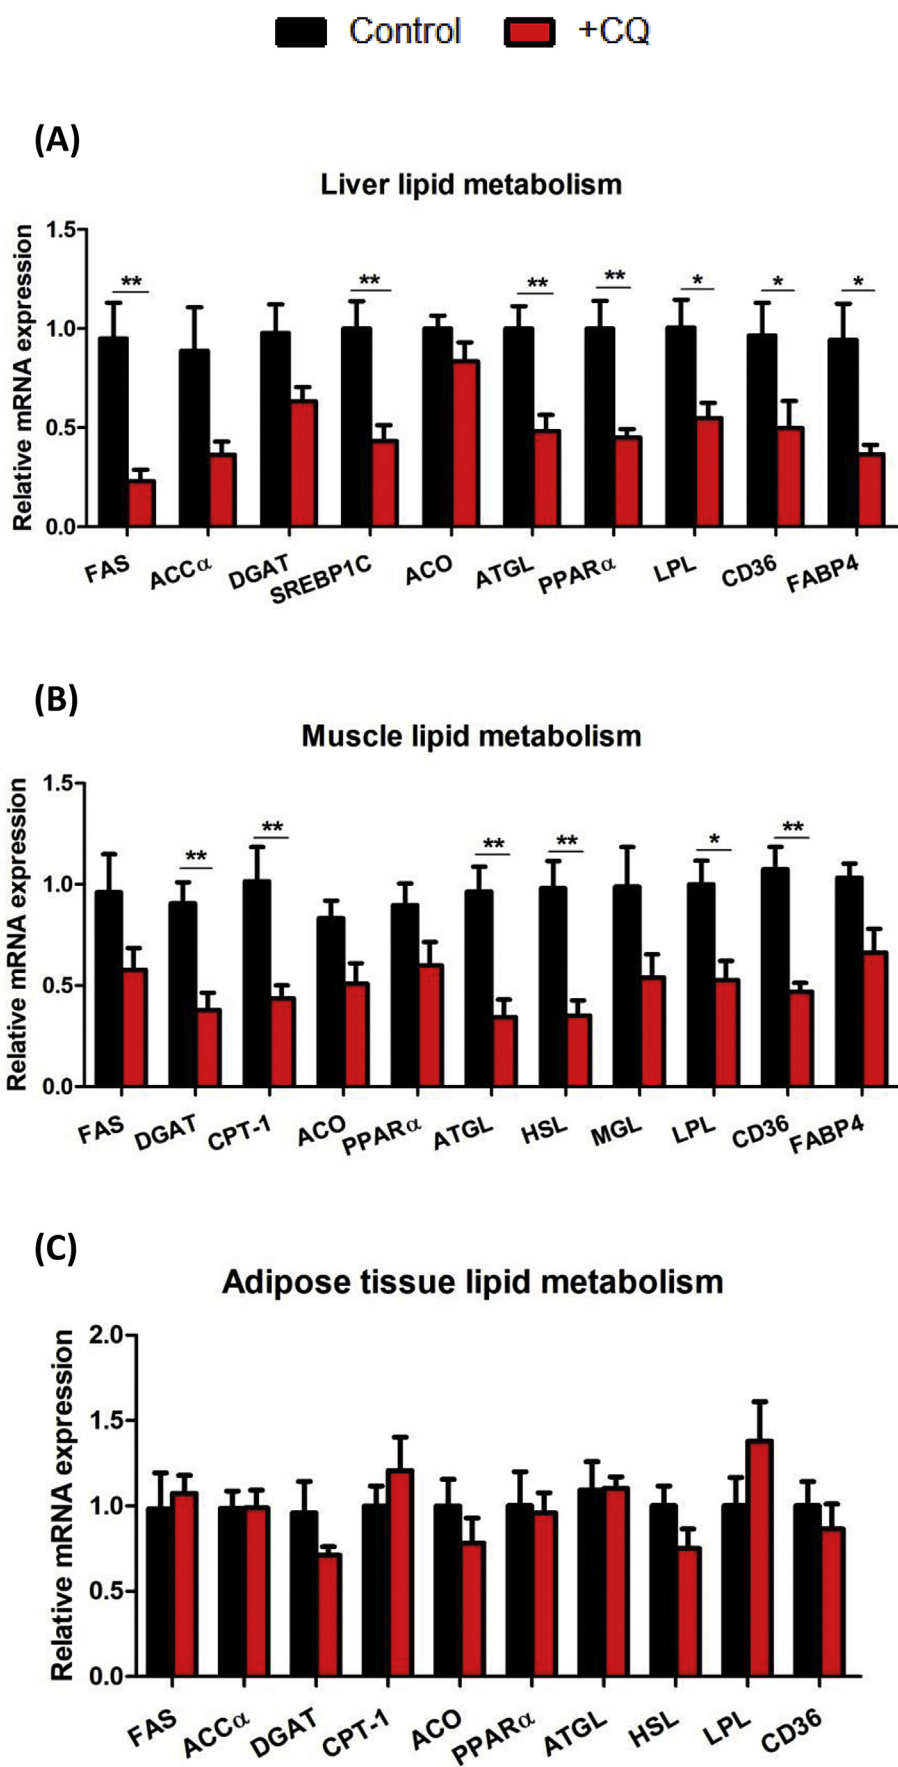 Control +CQ
(A)
Liver lipid metabolism
Relative mRNA expression
1.5
1.0
0.5
0.0
** ** ** ** * * *
FAS ACCα DGAT SREBP1C ACO ATGL PPARα LPL CD36 FABP4
(B)
Muscle lipid metabolism
Relative mRNA expression
1.5
1.0
0.5
0.0
** ** ** ** * **
FAS DGAT CPT-1 ACO PPARα ATGL HSL MGL LPL CD36 FABP4
(C)
Adipose tissue lipid metabolism
Relative mRNA expression
2.0
1.5
1.0
0.5
0.0
FAS ACCα DGAT CPT-1 ACO PPARα ATGL HSL LPL CD36